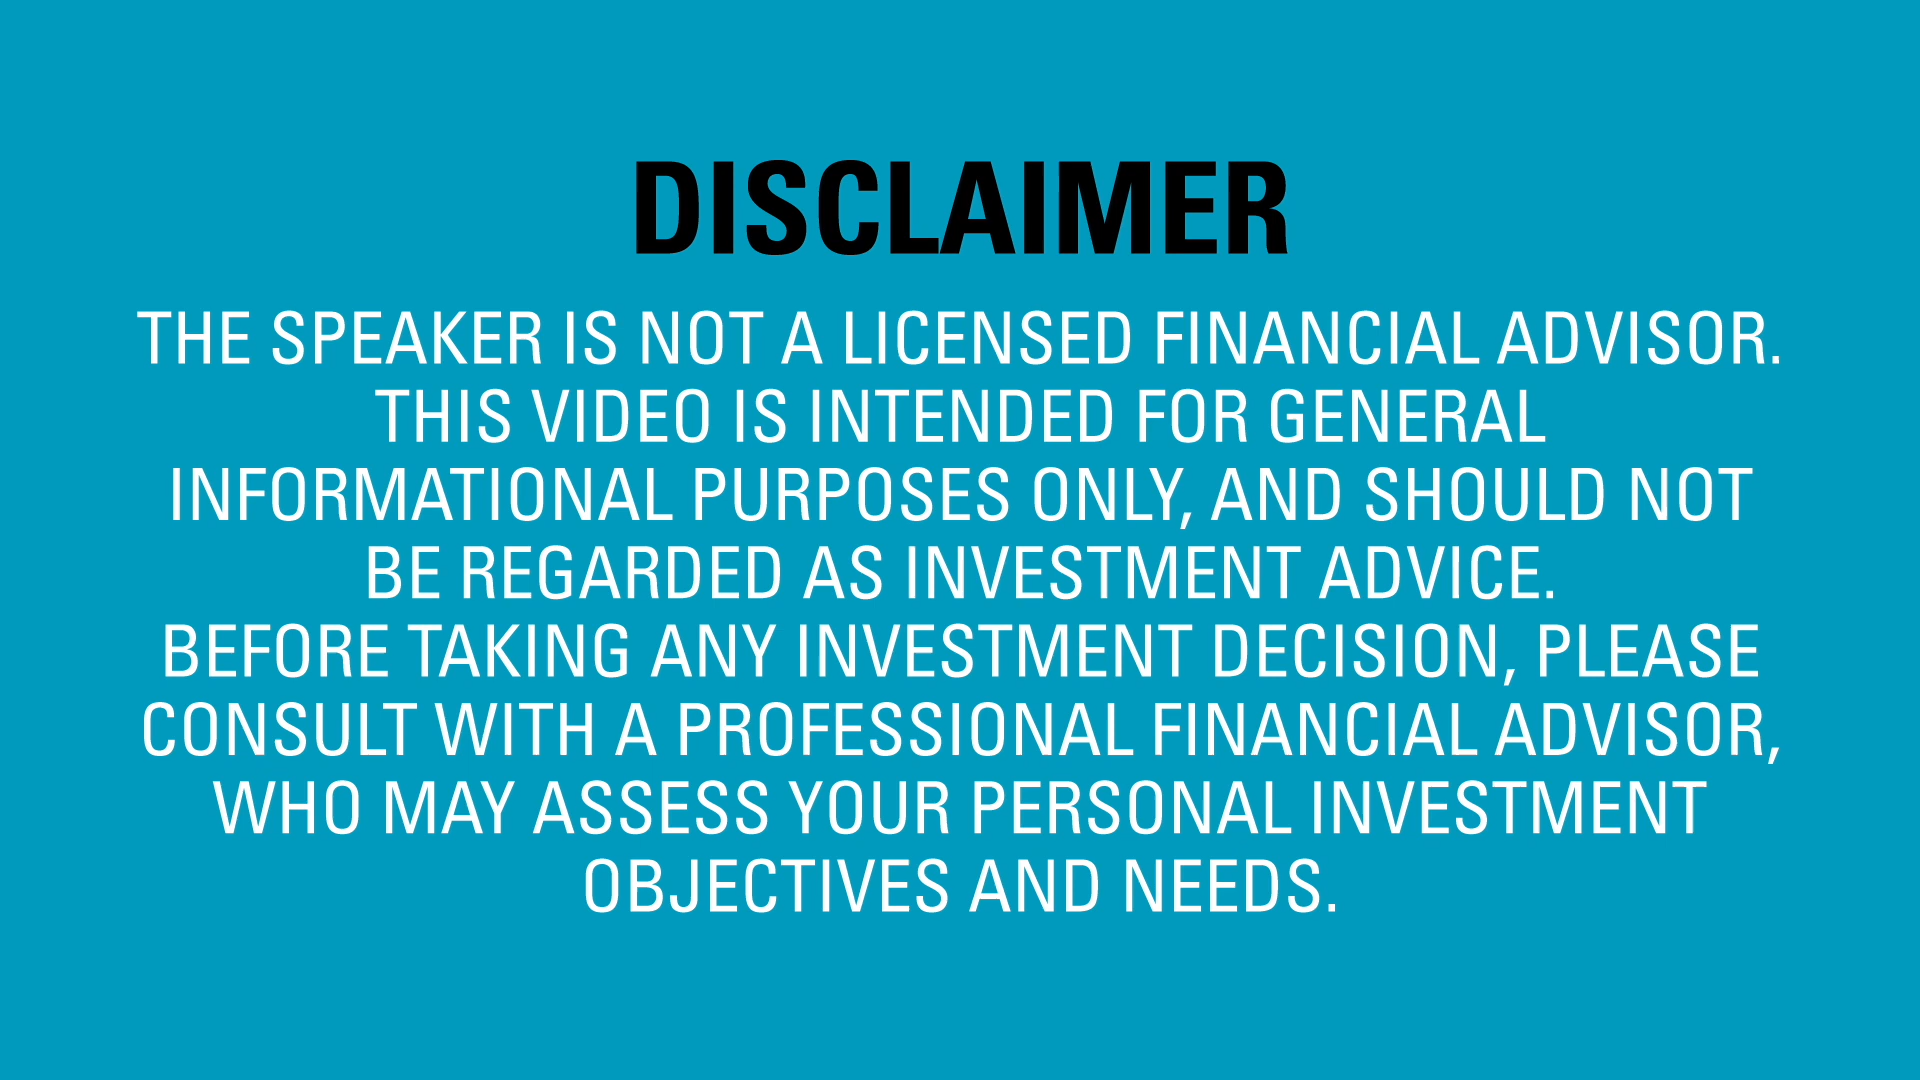 DISCLAIMER
THE SPEAKER IS NOT A LICENSED FINANCIAL ADVISOR.
THIS VIDEO IS INTENDED FOR GENERAL
INFORMATIONAL PURPOSES ONLY, AND SHOULD NOT
BE REGARDED AS INVESTMENT ADVICE.
BEFORE TAKING ANY INVESTMENT DECISION, PLEASE
CONSULT WITH A PROFESSIONAL FINANCIAL ADVISOR,
WHO MAY ASSESS YOUR PERSONAL INVESTMENT
OBJECTIVES AND NEEDS.